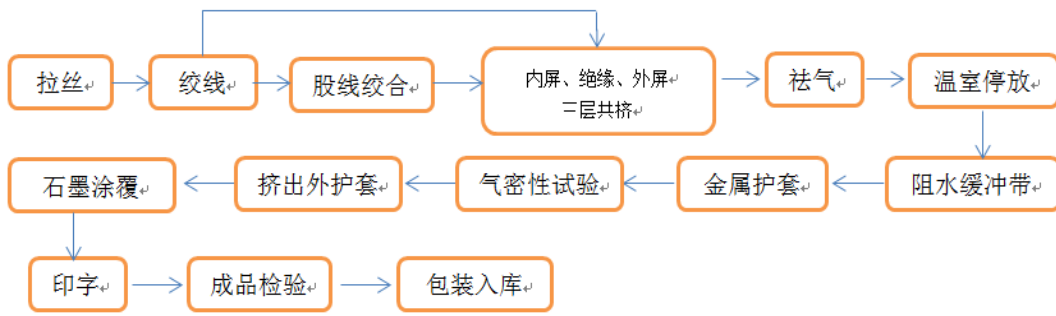 拉丝
绞线
股线绞合
内屏、绝缘、外屏
三层共挤
祛气
温室停放
阻水缓冲带
金属护套
气密性试验
挤出外护套
石墨涂覆
印字
成品检验
包装入库